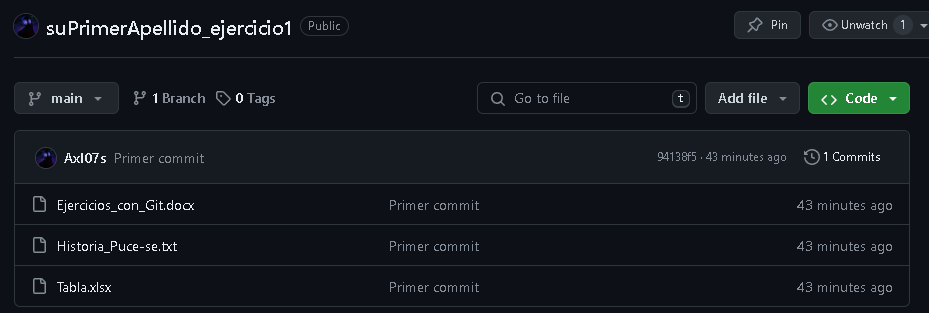 suPrimerApellido_ejercicio1 Public Pin Unwatch 1
main 1 Branch 0 Tags Go to file t Add file Code
Axl07s Primer commit 94138f5 · 43 minutes ago 1 Commits
Ejercicios_con_Git.docx Primer commit 43 minutes ago
Historia_Puce-se.txt Primer commit 43 minutes ago
Tabla.xlsx Primer commit 43 minutes ago